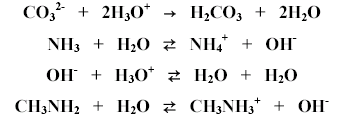 CO₃²⁻ + 2H₃O⁺ → H₂CO₃ + 2H₂O
NH₃ + H₂O ⇄ NH₄⁺ + OH⁻
OH⁻ + H₃O⁺ ⇄ H₂O + H₂O
CH₃NH₂ + H₂O ⇄ CH₃NH₃⁺ + OH⁻